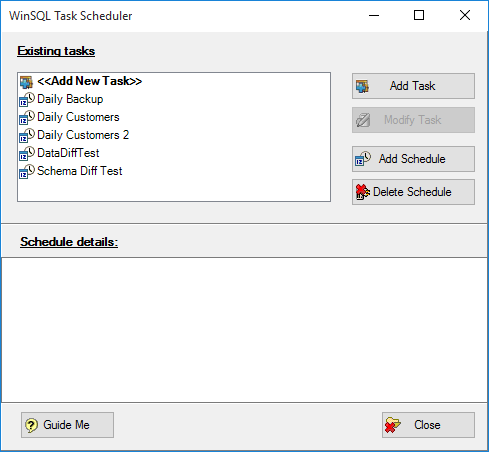 WinSQL Task Scheduler
Existing tasks
<<Add New Task>>
Daily Backup
Daily Customers
Daily Customers 2
DataDiffTest
Schema Diff Test
Add Task
Modify Task
Add Schedule
Delete Schedule
Schedule details:
Guide Me
Close